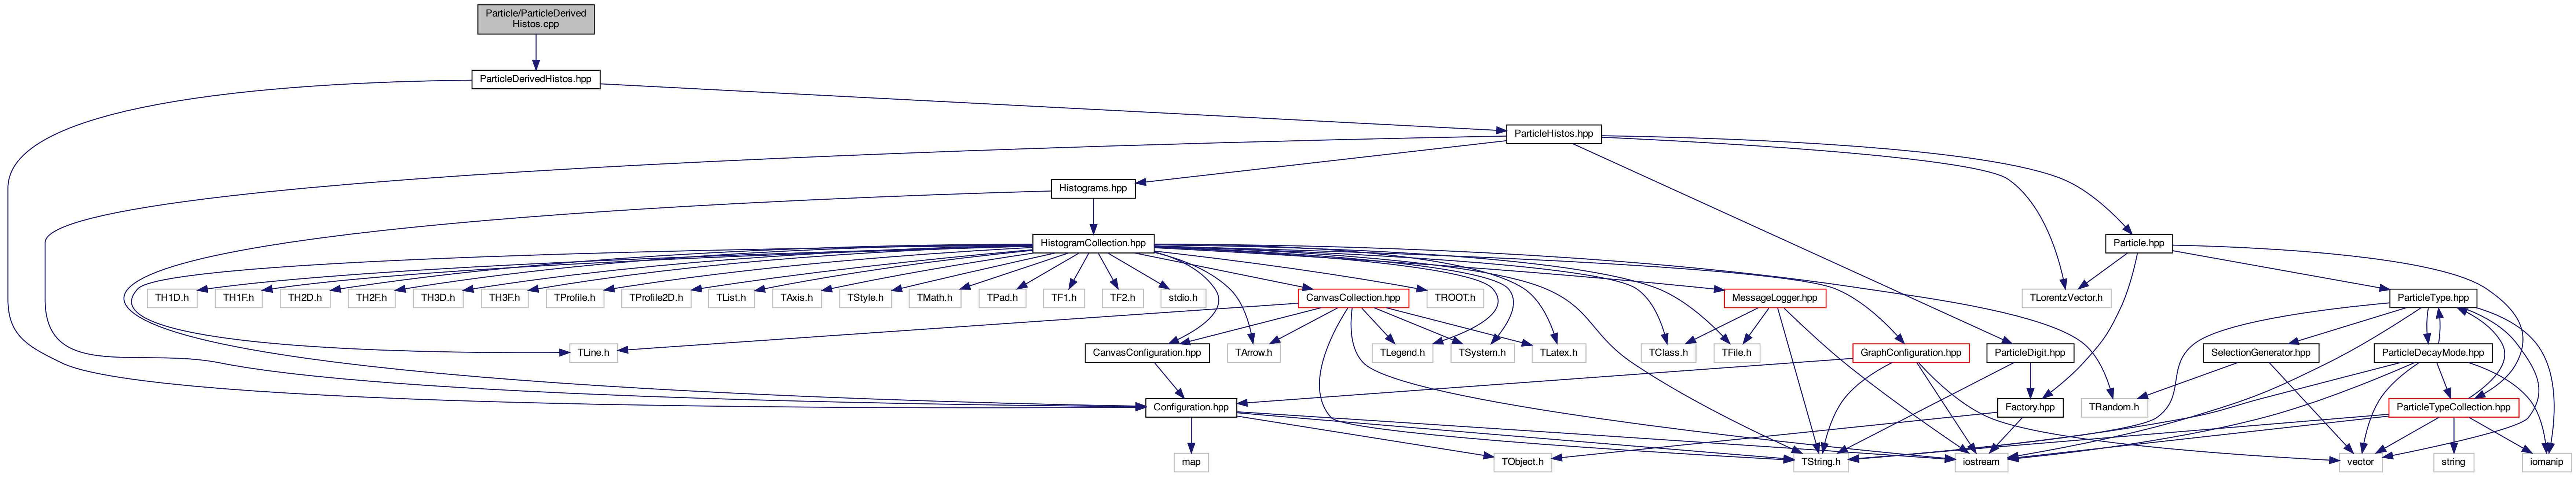 Particle/ParticleDerived
Histos.cpp
ParticleDerivedHistos.hpp
ParticleHistos.hpp
Histograms.hpp
HistogramCollection.hpp
Particle.hpp
TH1D.h
TH1F.h
TH2D.h
TH2F.h
TH3D.h
TH3F.h
TProfile.h
TProfile2D.h
TList.h
TAxis.h
TStyle.h
TMath.h
TPad.h
TF1.h
TF2.h
stdio.h
CanvasCollection.hpp
TROOT.h
MessageLogger.hpp
TLorentzVector.h
ParticleType.hpp
TLine.h
CanvasConfiguration.hpp
TArrow.h
TLegend.h
TSystem.h
TLatex.h
TClass.h
TFile.h
GraphConfiguration.hpp
ParticleDigit.hpp
SelectionGenerator.hpp
ParticleDecayMode.hpp
Configuration.hpp
Factory.hpp
TRandom.h
ParticleTypeCollection.hpp
map
TObject.h
TString.h
iostream
vector
string
iomanip